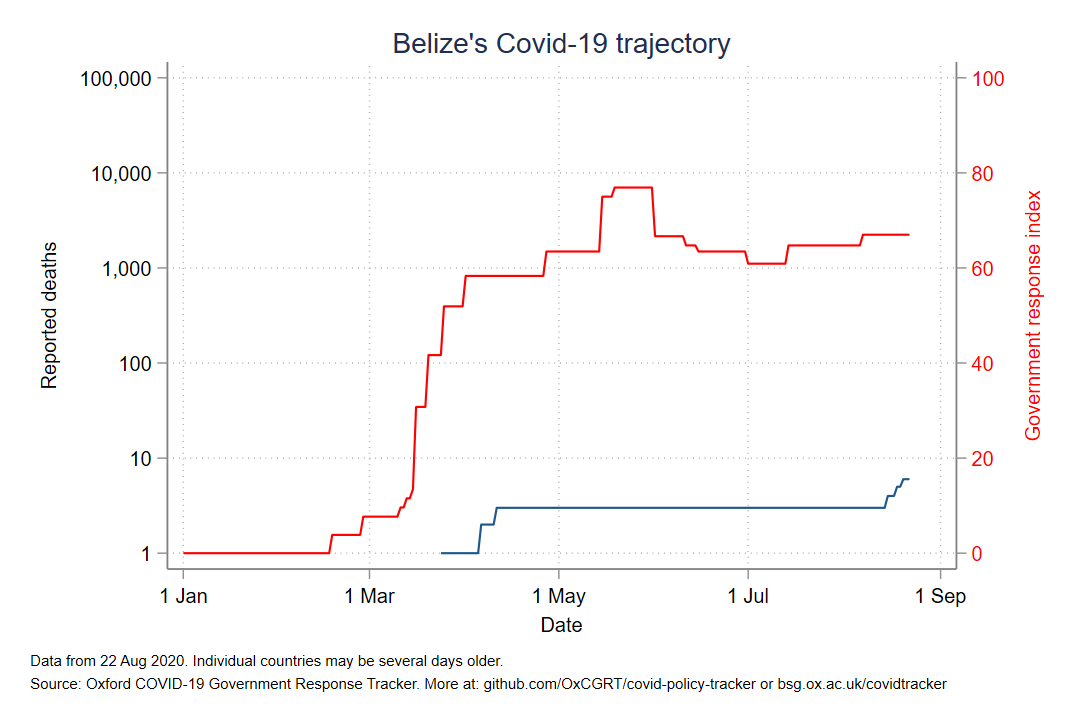 Belize's Covid-19 trajectory
100,000
10,000
1,000
100
10
1
Reported deaths
100
80
60
40
20
0
Government response index
1 Jan
1 Mar
1 May
1 Jul
1 Sep
Date
Data from 22 Aug 2020. Individual countries may be several days older.
Source: Oxford COVID-19 Government Response Tracker. More at: github.com/OxCGRT/covid-policy-tracker or bsg.ox.ac.uk/covidtracker